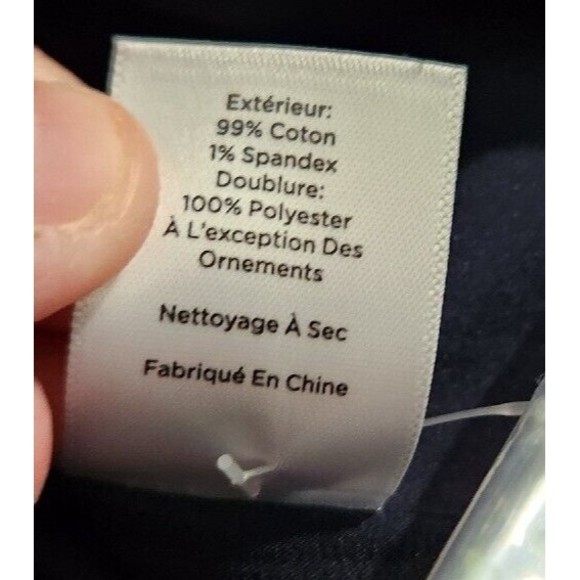 Extérieur:
99% Coton
1% Spandex
Doublure:
100% Polyester
À L'exception Des
Ornements
Nettoyage À Sec
Fabriqué En Chine